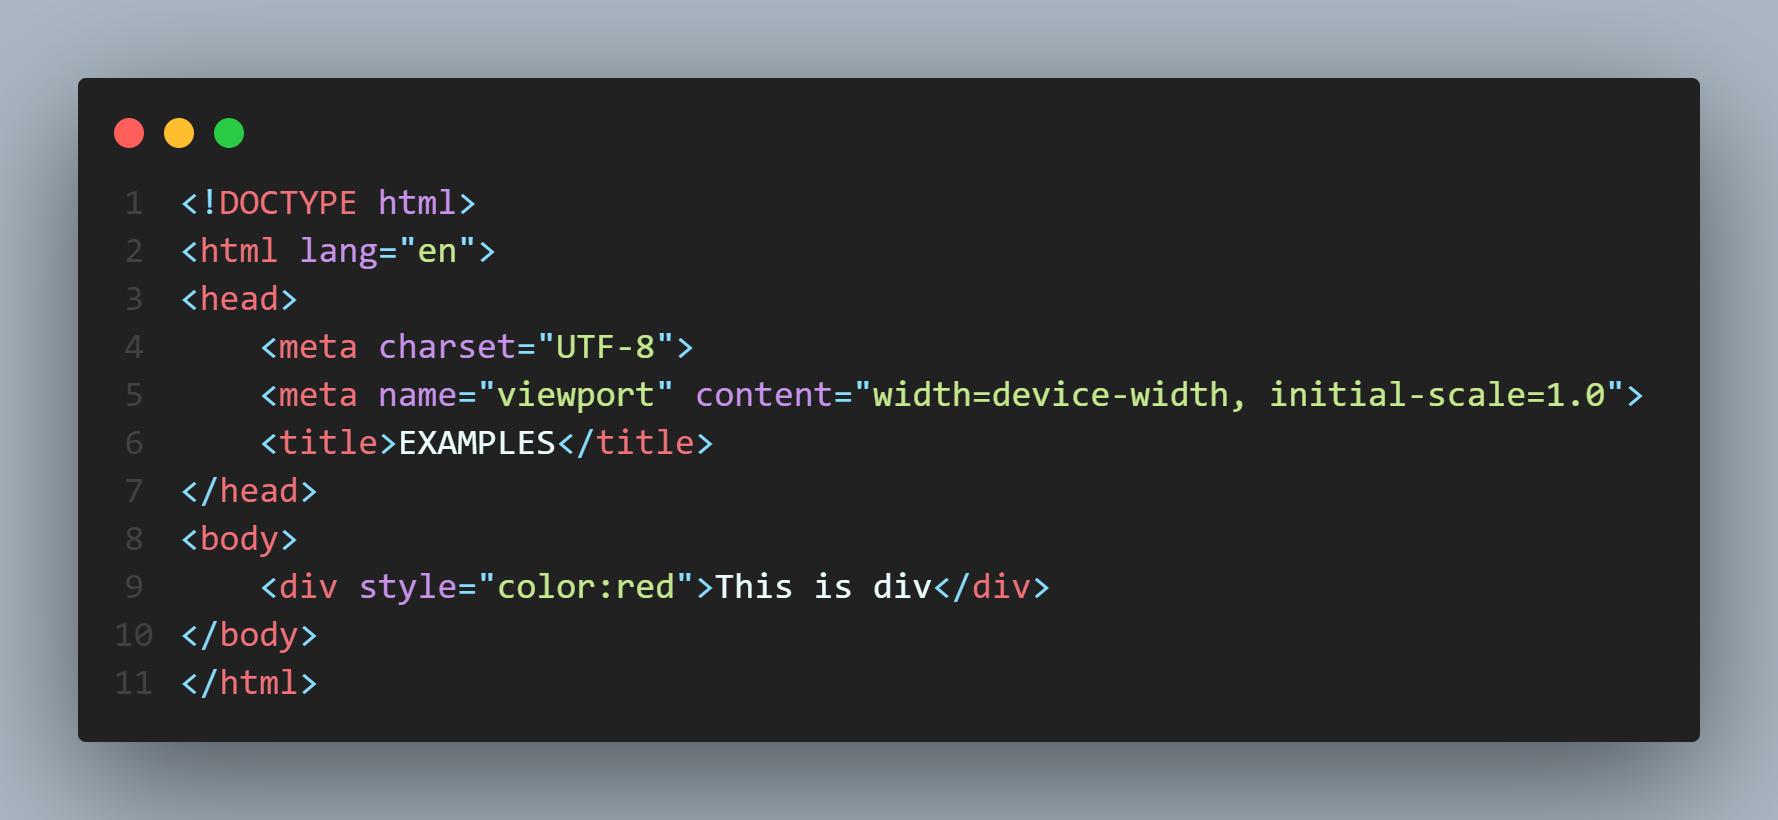 1 <!DOCTYPE html>
2 <html lang="en">
3 <head>
4     <meta charset="UTF-8">
5     <meta name="viewport" content="width=device-width, initial-scale=1.0">
6     <title>EXAMPLES</title>
7 </head>
8 <body>
9     <div style="color:red">This is div</div>
10 </body>
11 </html>